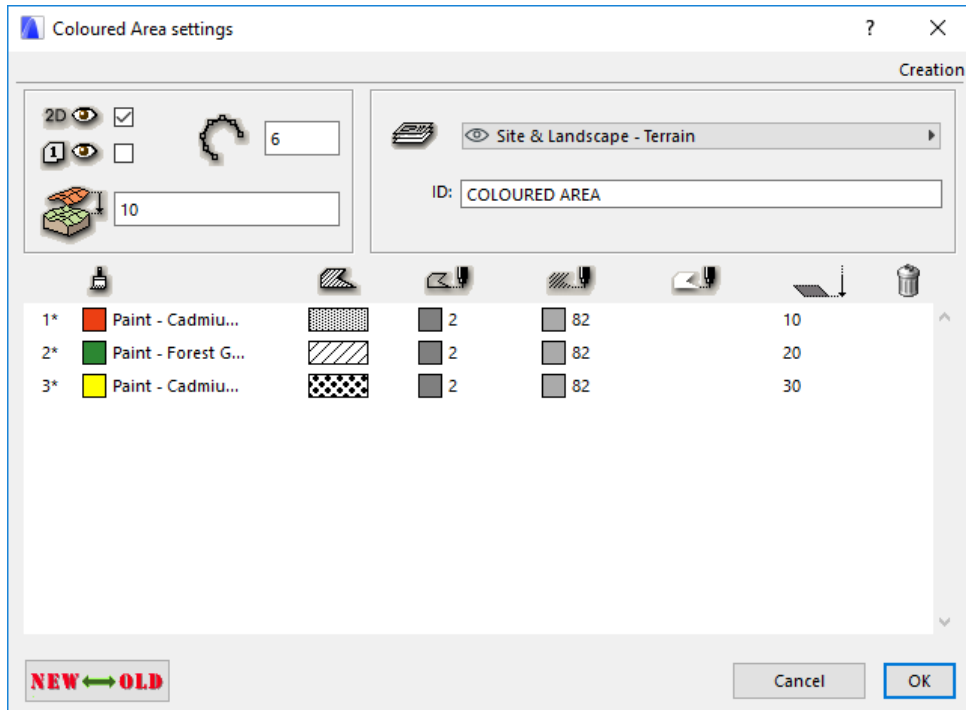 Coloured Area settings ?
Creation
2D
6
1
10
Site & Landscape - Terrain
ID: COLOURED AREA
1* Paint - Cadmiu... 2 82 10
2* Paint - Forest G... 2 82 20
3* Paint - Cadmiu... 2 82 30
NEW OLD
Cancel
OK